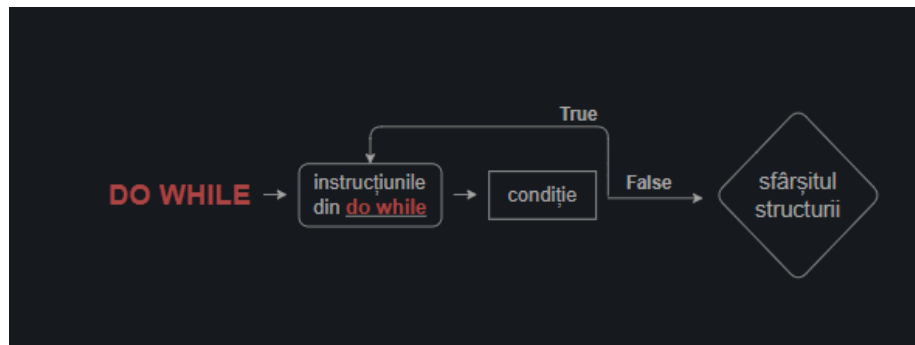 True
DO WHILE
instrucțiunile
din do while
condiție
False
sfârșitul
structurii